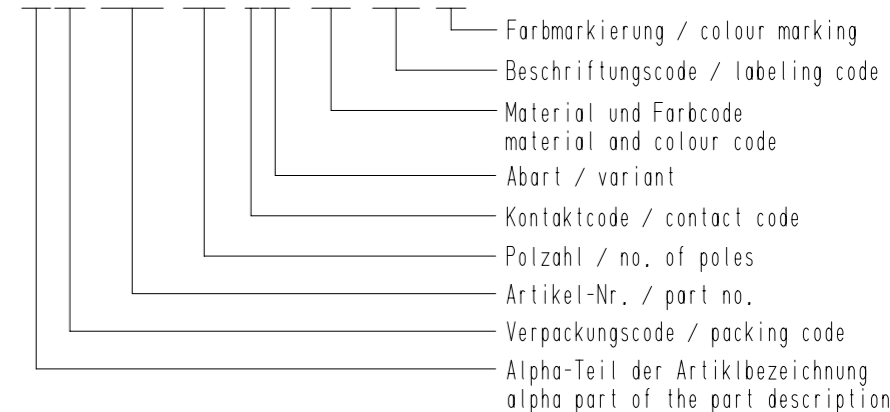 Farbmarkierung / colour marking
Beschriftungscode / labeling code
Material und Farbcode
material and colour code
Abart / variant
Kontaktcode / contact code
Polzahl / no. of poles
Artikel-Nr. / part no.
Verpackungscode / packing code
Alpha-Teil der Artiklbezeichnung
alpha part of the part description